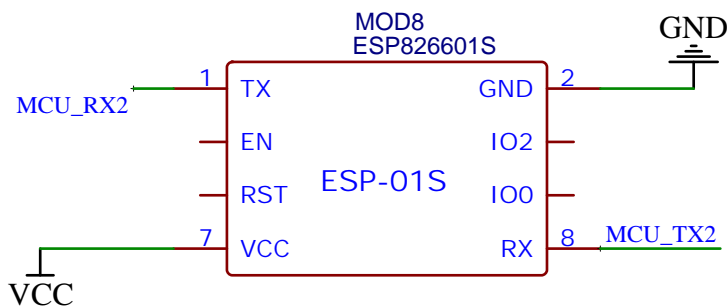 MOD8
ESP826601S
GND
1 TX GND 2
MCU_RX2
EN IO2
ESP-01S
RST IO0
7 VCC RX 8 MCU_TX2
VCC